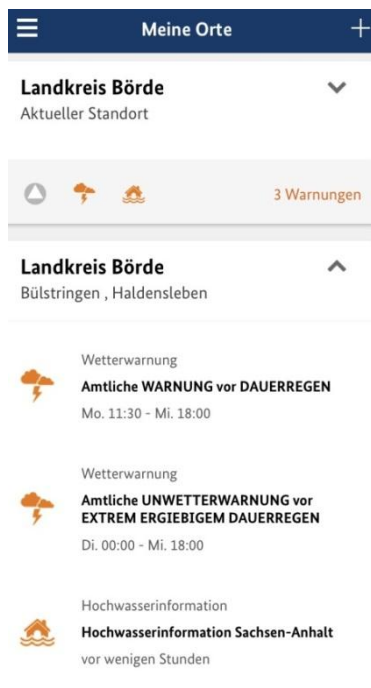 Meine Orte
Landkreis Börde
Aktueller Standort
3 Warnungen
Landkreis Börde
Bülstringen , Haldensleben
Wetterwarnung
Amtliche WARNUNG vor DAUERREGEN
Mo. 11:30 - Mi. 18:00
Wetterwarnung
Amtliche UNWETTERWARNUNG vor
EXTREM ERGIEBIGEM DAUERREGEN
Di. 00:00 - Mi. 18:00
Hochwasserinformation
Hochwasserinformation Sachsen-Anhalt
vor wenigen Stunden